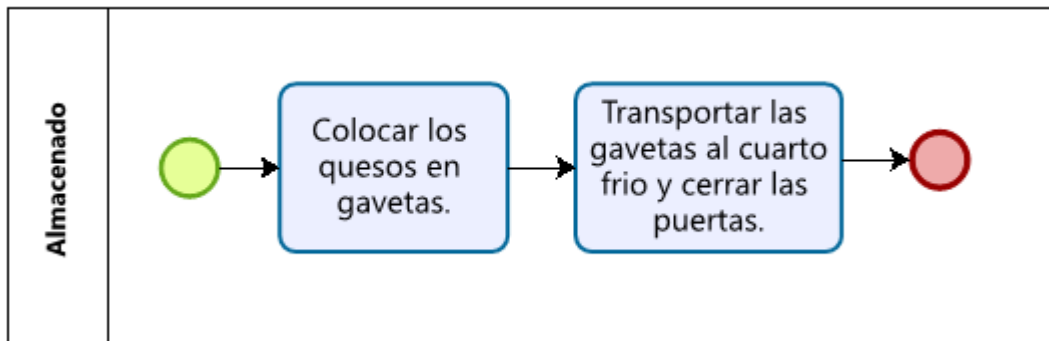 Almacenado
Colocar los
quesos en
gavetas.
Transportar las
gavetas al cuarto
frio y cerrar las
puertas.